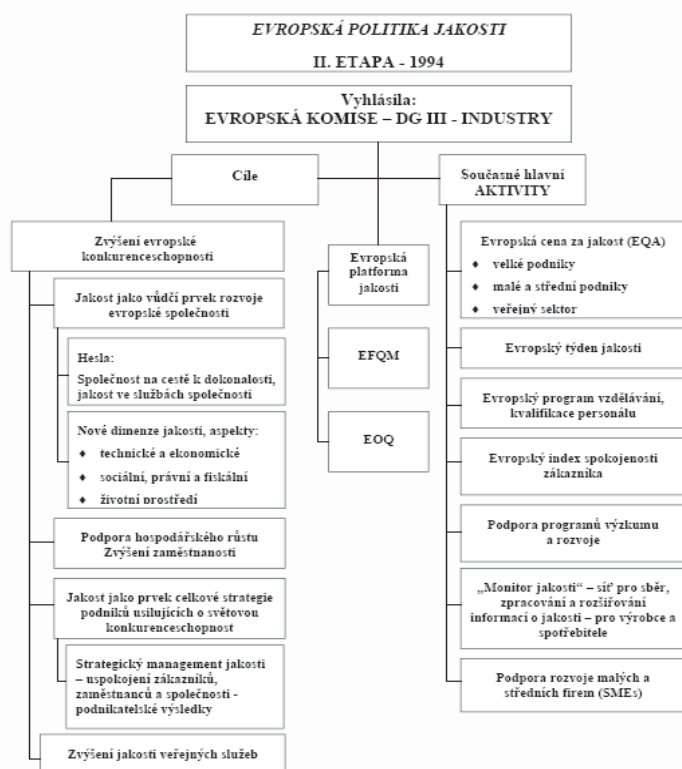 EVROPSKÁ POLITIKA JAKOSTI
II. ETAPA - 1994
Vyhlásila:
EVROPSKÁ KOMISE – DG III - INDUSTRY
Cíle
Zvýšení evropské
konkurenceschopnosti
Jakost jako vůdčí prvek rozvoje
evropské společnosti
Hesla:
Společnost na cestě k dokonalosti,
jakost ve službách společnosti
Nové dimenze jakosti, aspekty:
♦ technické a ekonomické
♦ sociální, právní a fiskální
♦ životní prostředí
Podpora hospodářského růstu
Zvýšení zaměstnanosti
Jakost jako prvek celkové strategie
podniků usilujících o světovou
konkurenceschopnost
Strategický management jakosti
– uspokojení zákazníků,
zaměstnanců a společnosti -
podnikatelské výsledky
Zvýšení jakosti veřejných služeb
Evropská
platforma
jakosti
EFQM
EOQ
Současné hlavní
AKTIVITY
Evropská cena za jakost (EQA)
♦ velké podniky
♦ malé a střední podniky
♦ veřejný sektor
Evropský týden jakosti
Evropský program vzdělávání,
kvalifikace personálu
Evropský index spokojenosti
zákazníka
Podpora programů výzkumu
a rozvoje
„Monitor jakosti“ – síť pro sběr,
zpracování a rozšiřování
informací o jakosti – pro výrobce a
spotřebitele
Podpora rozvoje malých a
středních firem (SMEs)